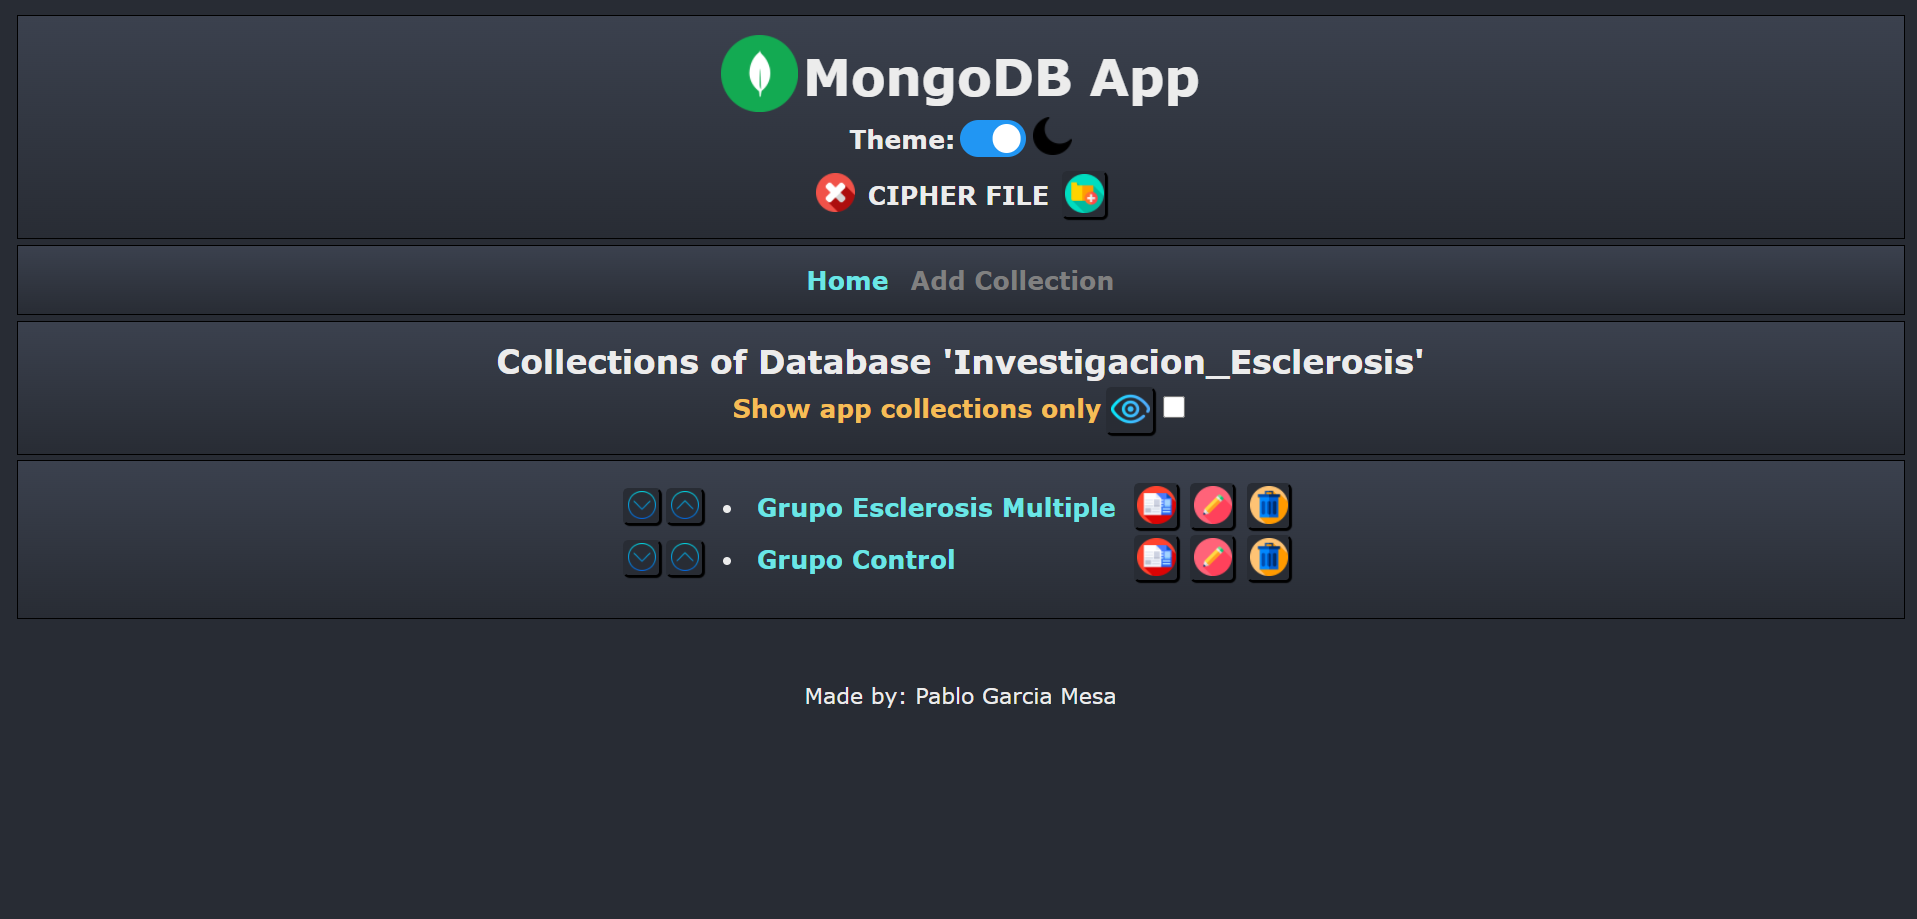 MongoDB App
Theme:
CIPHER FILE
Home Add Collection
Collections of Database 'Investigacion_Esclerosis'
Show app collections only
Grupo Esclerosis Multiple
Grupo Control
Made by: Pablo Garcia Mesa